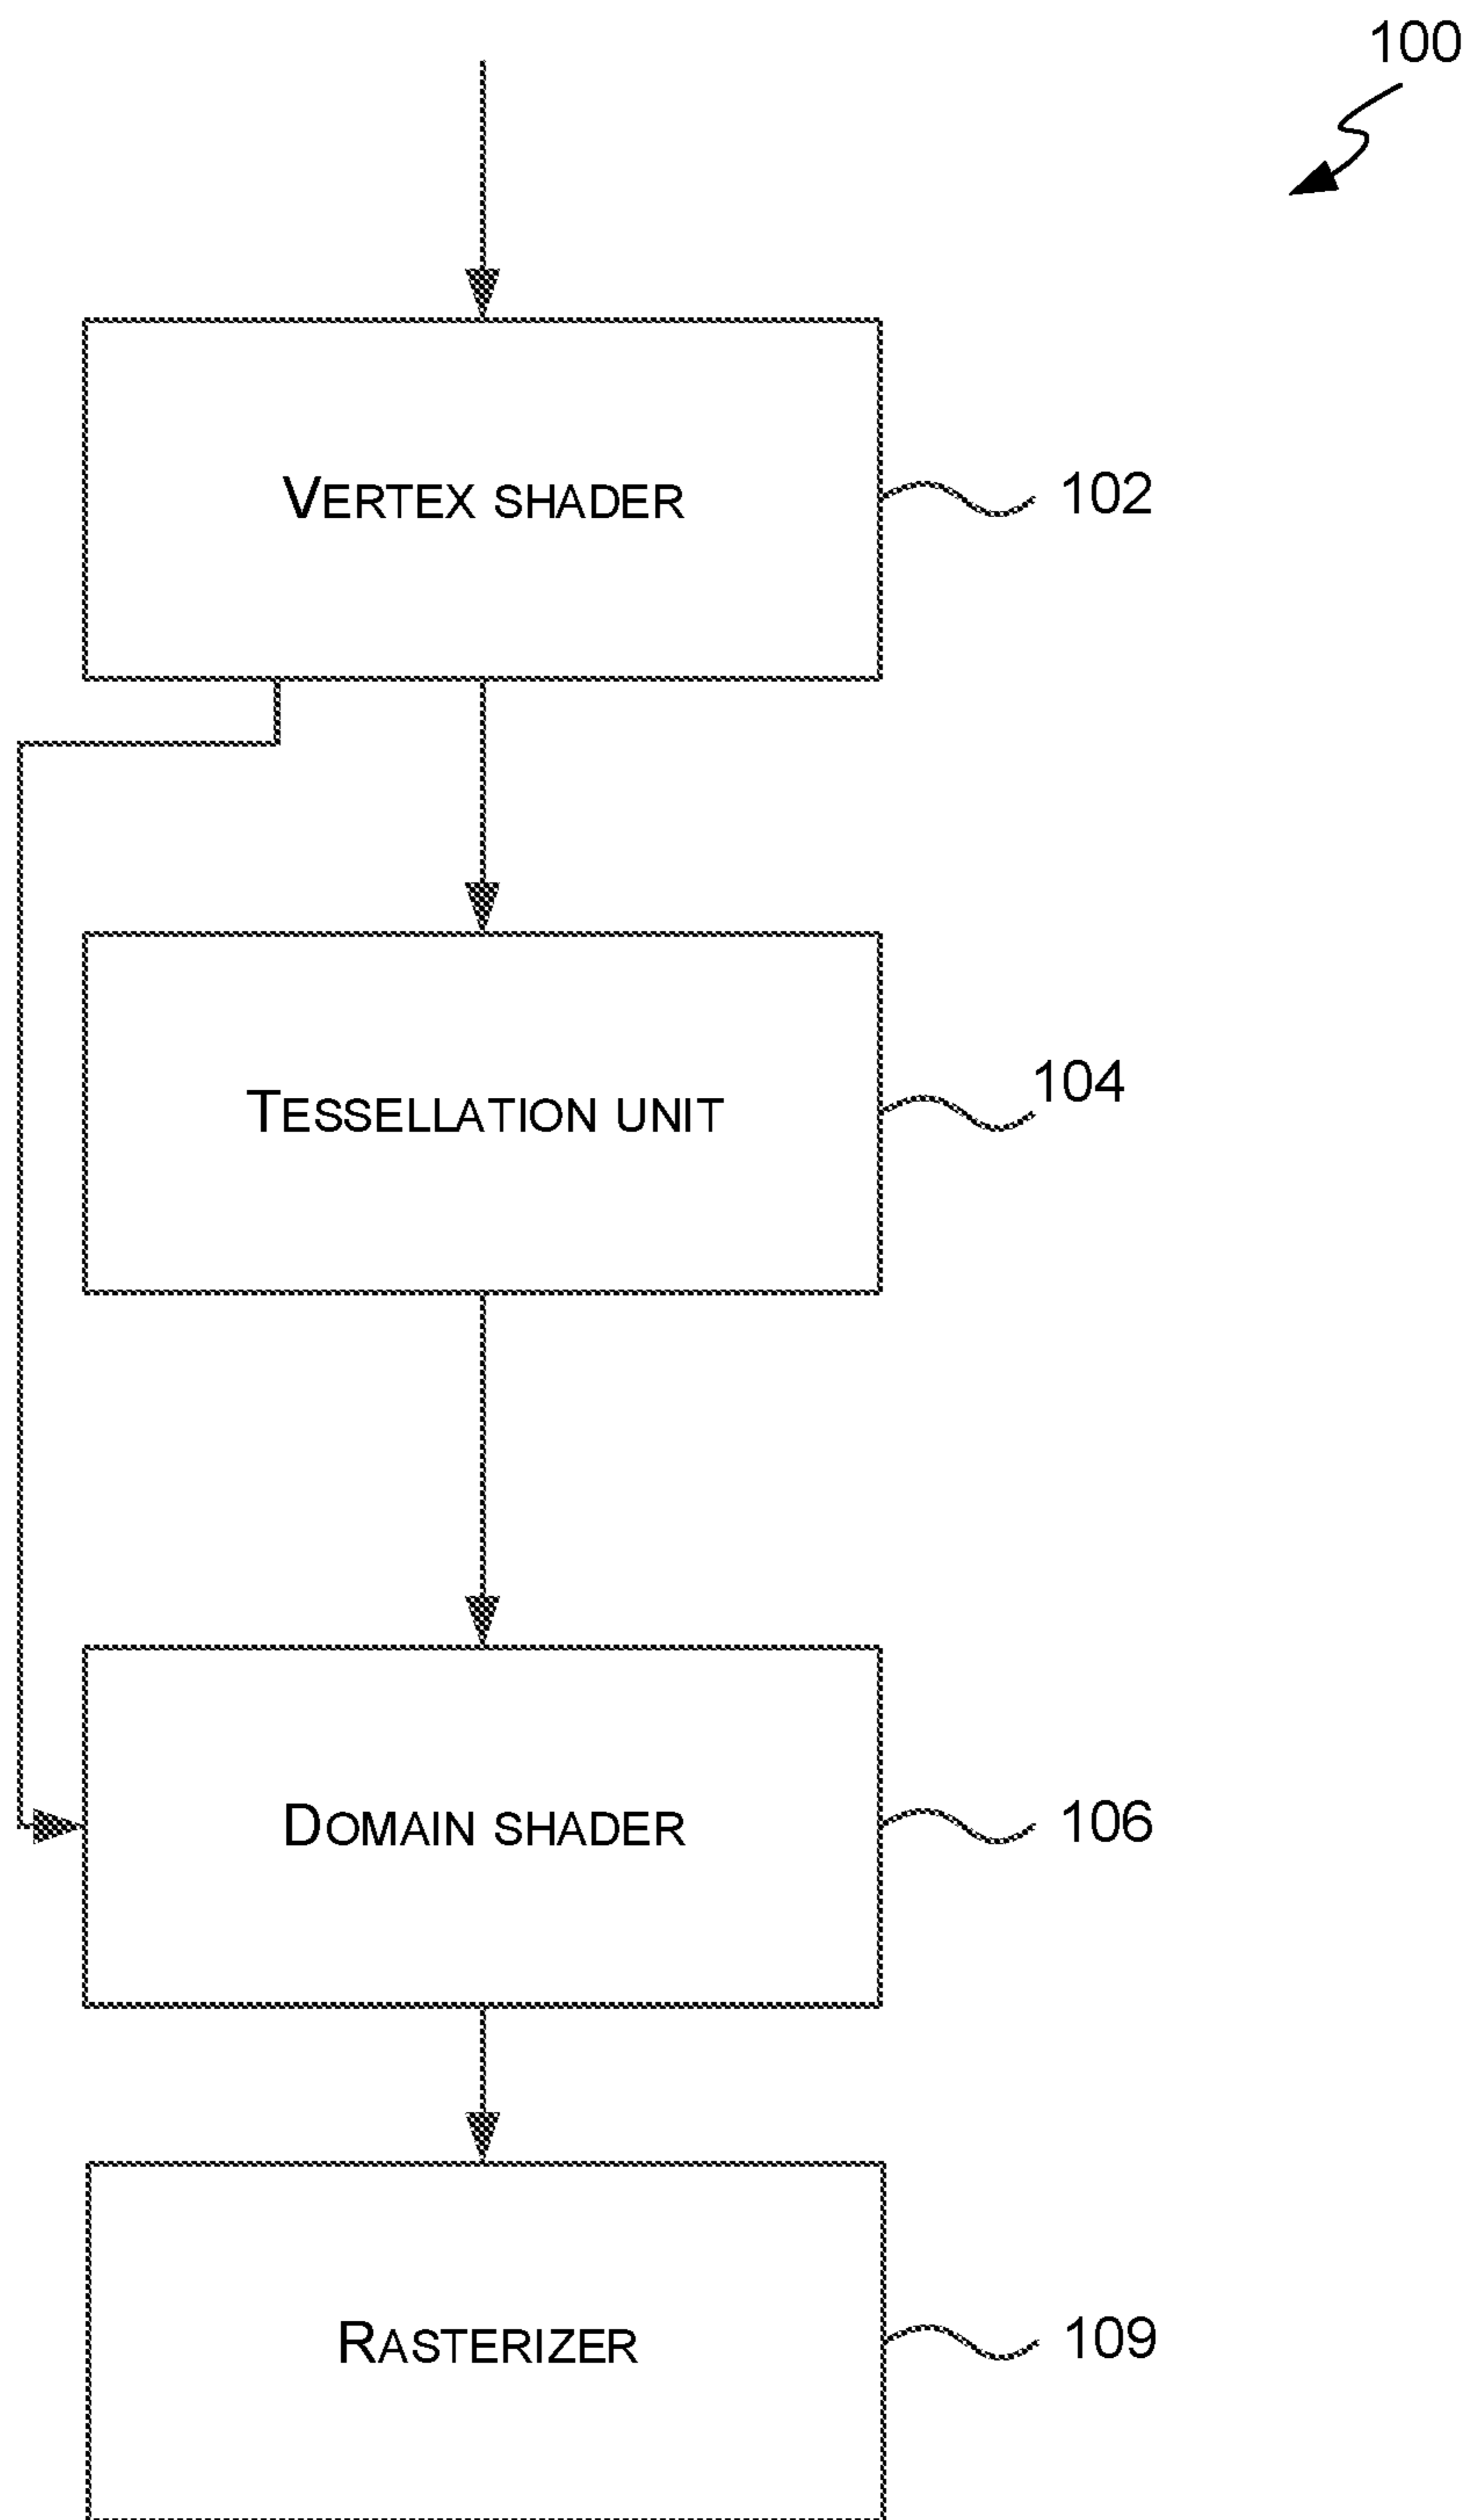 100
VERTEX SHADER
102
TESSELLATION UNIT
104
DOMAIN SHADER
106
RASTERIZER
109